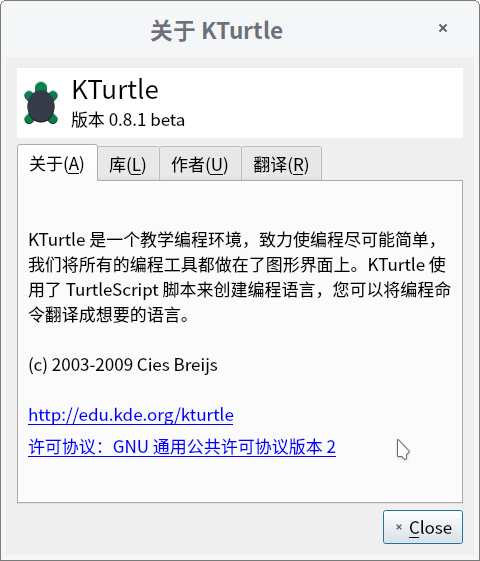 关于 KTurtle
KTurtle
版本 0.8.1 beta
关于(A) 库(L) 作者(U) 翻译(R)
KTurtle 是一个教学编程环境，致力使编程尽可能简单，
我们将所有的编程工具都做在了图形界面上。KTurtle 使
用了 TurtleScript 脚本来创建编程语言，您可以将编程命
令翻译成想要的语言。
(c) 2003-2009 Cies Breijs
http://edu.kde.org/kturtle
许可协议：GNU 通用公共许可协议版本 2
Close